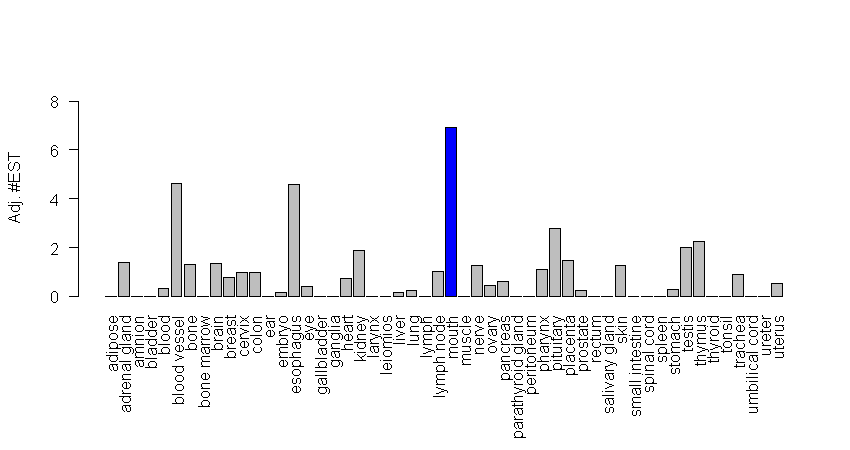 8
6
4
2
0
Adj. #EST
adipose
adrenal gland
amnion
bladder
blood
blood vessel
bone
bone marrow
brain
breast
cervix
colon
ear
embryo
esophagus
eye
gallbladder
ganglia
heart
kidney
larynx
leiomios
liver
lung
lymph
lymph node
mouth
muscle
nerve
ovary
pancreas
parathyroid gland
peritoneum
pharynx
pituitary
placenta
prostate
rectum
salivary gland
skin
small intestine
spinal cord
spleen
stomach
testis
thymus
thyroid
tonsil
trachea
umbilical cord
ureter
uterus